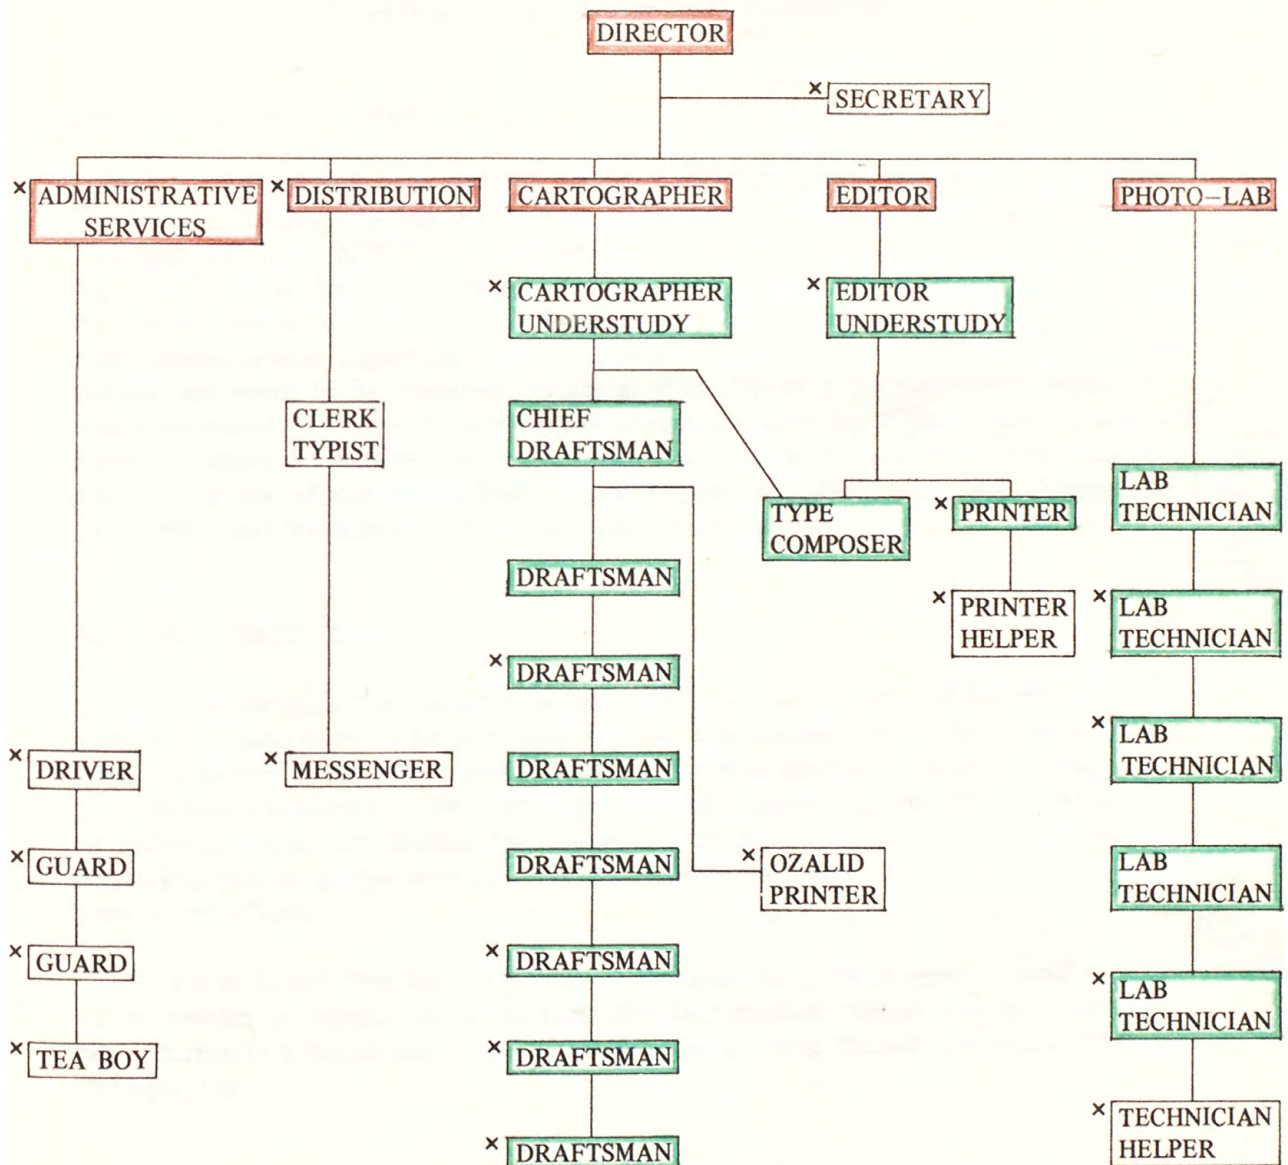 DIRECTOR
× SECRETARY
× ADMINISTRATIVE
SERVICES
× DISTRIBUTION
CARTOGRAPHER
EDITOR
PHOTO–LAB
× CARTOGRAPHER
UNDERSTUDY
× EDITOR
UNDERSTUDY
CLERK
TYPIST
CHIEF
DRAFTSMAN
TYPE
COMPOSER
× PRINTER
LAB
TECHNICIAN
DRAFTSMAN
× PRINTER
HELPER
× LAB
TECHNICIAN
× DRAFTSMAN
× LAB
TECHNICIAN
× DRIVER
× MESSENGER
DRAFTSMAN
× GUARD
DRAFTSMAN
× OZALID
PRINTER
LAB
TECHNICIAN
× GUARD
× DRAFTSMAN
× LAB
TECHNICIAN
× TEA BOY
× DRAFTSMAN
× TECHNICIAN
HELPER
× DRAFTSMAN